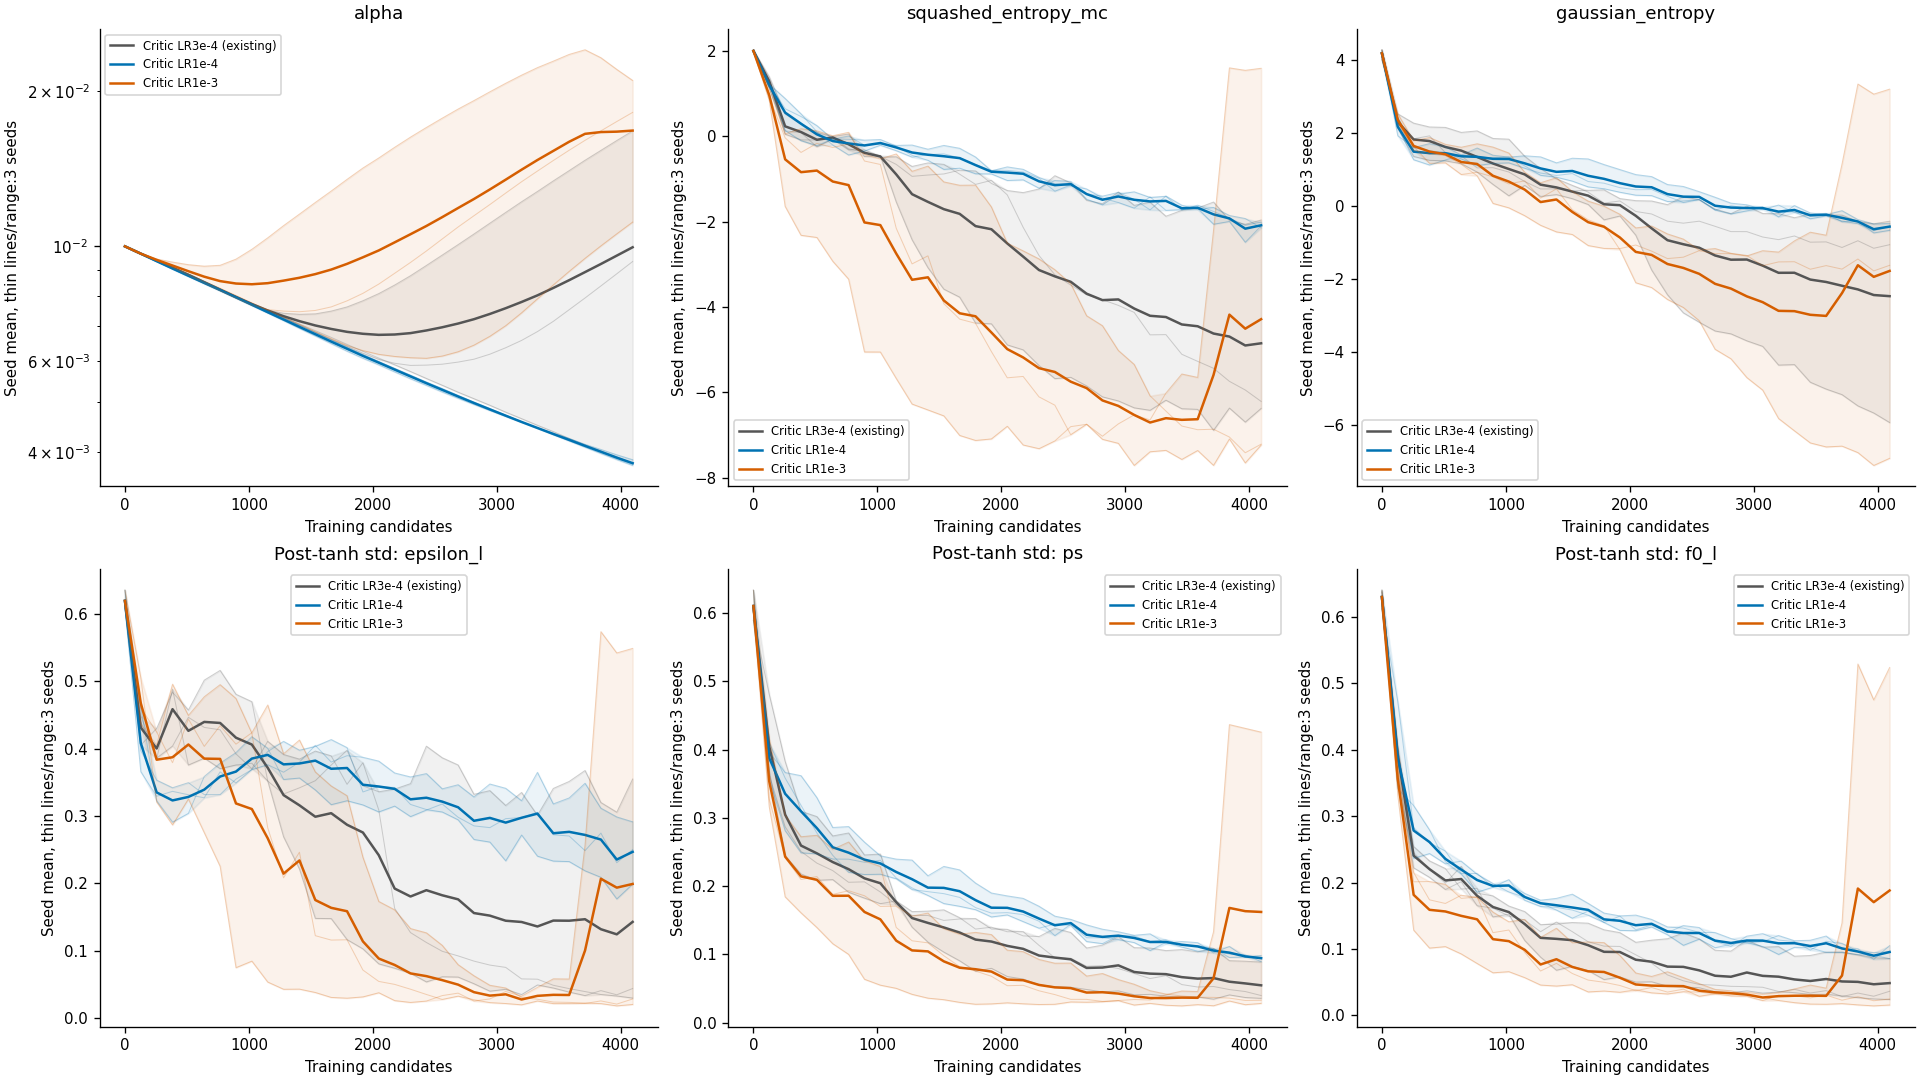 alpha
Critic LR3e-4 (existing)
Critic LR1e-4
Critic LR1e-3
2 × 10⁻²
10⁻²
6 × 10⁻³
4 × 10⁻³
Seed mean, thin lines/range:3 seeds
0 1000 2000 3000 4000
Training candidates
squashed_entropy_mc
2
0
−2
−4
−6
−8
Seed mean, thin lines/range:3 seeds
Critic LR3e-4 (existing)
Critic LR1e-4
Critic LR1e-3
0 1000 2000 3000 4000
Training candidates
gaussian_entropy
4
2
0
−2
−4
−6
Seed mean, thin lines/range:3 seeds
Critic LR3e-4 (existing)
Critic LR1e-4
Critic LR1e-3
0 1000 2000 3000 4000
Training candidates
Post-tanh std: epsilon_l
Critic LR3e-4 (existing)
Critic LR1e-4
Critic LR1e-3
0.6
0.5
0.4
0.3
0.2
0.1
0.0
Seed mean, thin lines/range:3 seeds
0 1000 2000 3000 4000
Training candidates
Post-tanh std: ps
Critic LR3e-4 (existing)
Critic LR1e-4
Critic LR1e-3
0.6
0.5
0.4
0.3
0.2
0.1
0.0
Seed mean, thin lines/range:3 seeds
0 1000 2000 3000 4000
Training candidates
Post-tanh std: f0_l
Critic LR3e-4 (existing)
Critic LR1e-4
Critic LR1e-3
0.6
0.5
0.4
0.3
0.2
0.1
0.0
Seed mean, thin lines/range:3 seeds
0 1000 2000 3000 4000
Training candidates